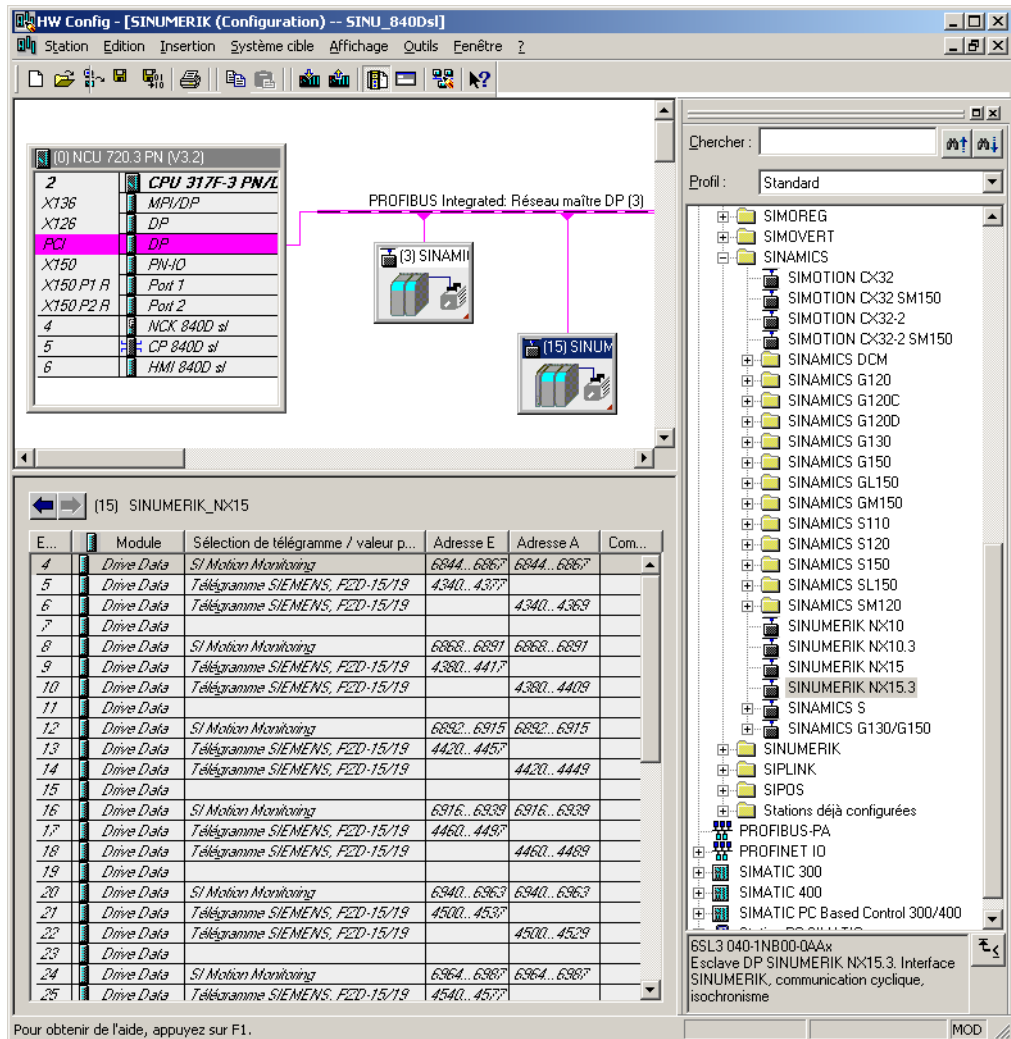 HW Config - [SINUMERIK (Configuration) -- SINU_840Dsl]
Station Edition Insertion Système cible Affichage Outils Fenêtre ?
(0) NCU 720.3 PN (V3.2)
2 CPU 317F-3 PN/D
X136 MPI/DP
X126 DP
PCI DP
X150 PN-IO
X150 P1 R Port 1
X150 P2 R Port 2
4 NCK 840D sl
5 CP 840D sl
6 HMI 840D sl
PROFIBUS Integrated: Réseau maître DP (3)
(3) SINAMI
(15) SINUM
(15) SINUMERIK_NX15
E... Module Sélection de télégramme / valeur p... Adresse E Adresse A Com...
4 Drive Data SI Motion Monitoring 6844...6867 6844...6867
5 Drive Data Télégramme SIEMENS, PZD-15/19 4340...4377
6 Drive Data Télégramme SIEMENS, PZD-15/19 4340...4369
7 Drive Data
8 Drive Data SI Motion Monitoring 6868...6891 6868...6891
9 Drive Data Télégramme SIEMENS, PZD-15/19 4380...4417
10 Drive Data Télégramme SIEMENS, PZD-15/19 4380...4409
11 Drive Data
12 Drive Data SI Motion Monitoring 6892...6915 6892...6915
13 Drive Data Télégramme SIEMENS, PZD-15/19 4420...4457
14 Drive Data Télégramme SIEMENS, PZD-15/19 4420...4449
15 Drive Data
16 Drive Data SI Motion Monitoring 6916...6939 6916...6939
17 Drive Data Télégramme SIEMENS, PZD-15/19 4460...4497
18 Drive Data Télégramme SIEMENS, PZD-15/19 4460...4489
19 Drive Data
20 Drive Data SI Motion Monitoring 6940...6963 6940...6963
21 Drive Data Télégramme SIEMENS, PZD-15/19 4500...4537
22 Drive Data Télégramme SIEMENS, PZD-15/19 4500...4529
23 Drive Data
24 Drive Data SI Motion Monitoring 6964...6987 6964...6987
25 Drive Data Télégramme SIEMENS, PZD-15/19 4540...4577
Chercher :
Profil : Standard
SIMOREG
SIMOVERT
SINAMICS
SIMOTION CX32
SIMOTION CX32 SM150
SIMOTION CX32-2
SIMOTION CX32-2 SM150
SINAMICS DCM
SINAMICS G120
SINAMICS G120C
SINAMICS G120D
SINAMICS G130
SINAMICS G150
SINAMICS GL150
SINAMICS GM150
SINAMICS S110
SINAMICS S120
SINAMICS S150
SINAMICS SL150
SINAMICS SM120
SINUMERIK NX10
SINUMERIK NX10.3
SINUMERIK NX15
SINUMERIK NX15.3
SINAMICS S
SINAMICS G130/G150
SINUMERIK
SIPLINK
SIPOS
Stations déjà configurées
PROFIBUS-PA
PROFINET IO
SIMATIC 300
SIMATIC 400
SIMATIC PC Based Control 300/400
6SL3 040-1NB00-0AAx
Esclave DP SINUMERIK NX15.3. Interface
SINUMERIK, communication cyclique,
isochronisme
Pour obtenir de l'aide, appuyez sur F1.
MOD